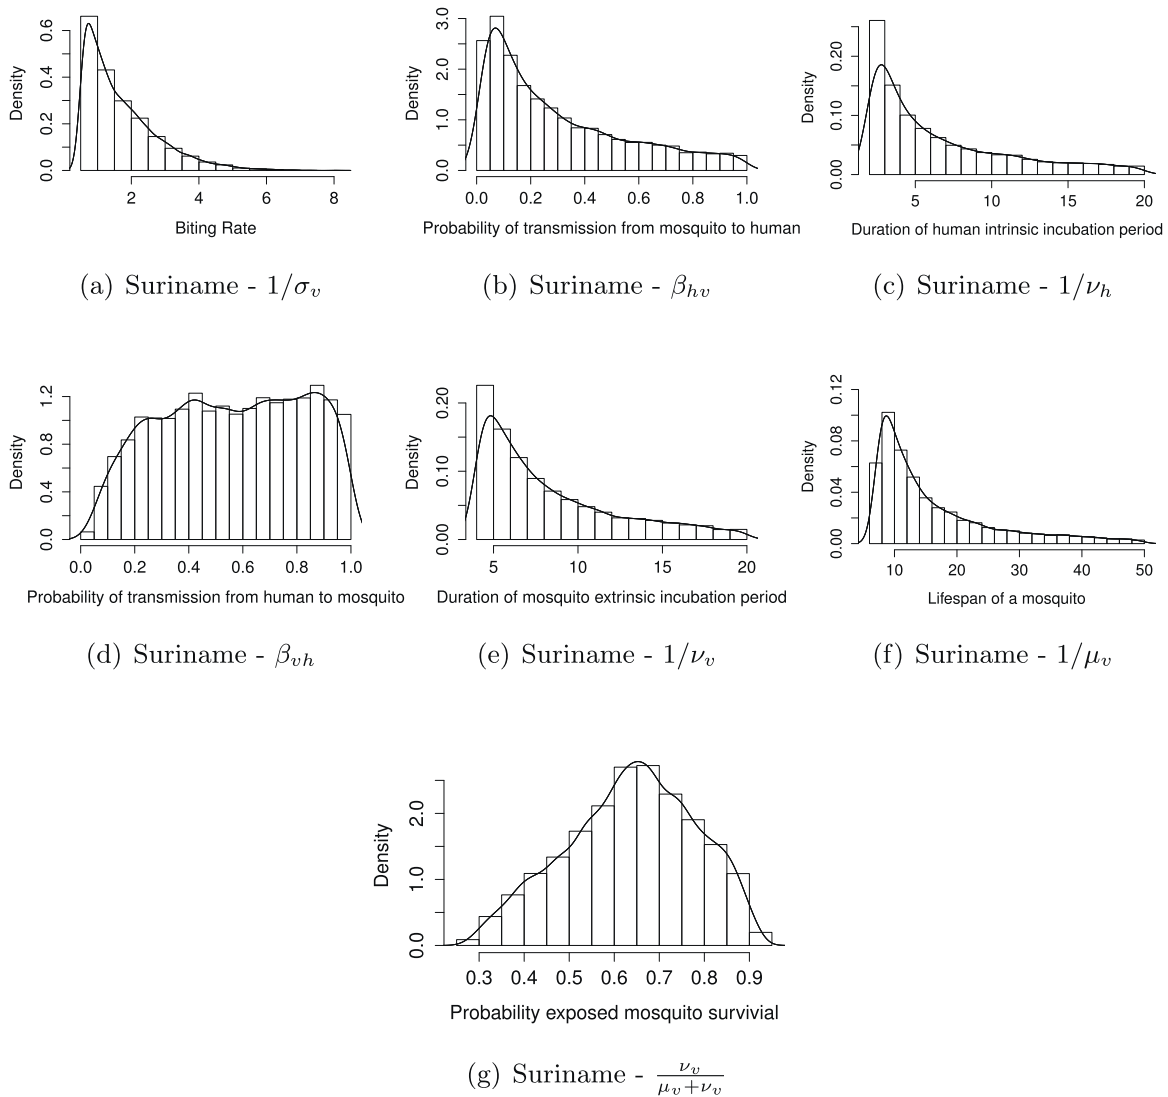 Density
0.0 0.2 0.4 0.6
2 4 6 8
Biting Rate
(a) Suriname - 1/σ_v
Density
0.0 1.0 2.0 3.0
0.0 0.2 0.4 0.6 0.8 1.0
Probability of transmission from mosquito to human
(b) Suriname - β_{hv}
Density
0.00 0.10 0.20
5 10 15 20
Duration of human intrinsic incubation period
(c) Suriname - 1/ν_h
Density
0.0 0.4 0.8 1.2
0.0 0.2 0.4 0.6 0.8 1.0
Probability of transmission from human to mosquito
(d) Suriname - β_{vh}
Density
0.00 0.10 0.20
5 10 15 20
Duration of mosquito extrinsic incubation period
(e) Suriname - 1/ν_v
Density
0.00 0.04 0.08 0.12
10 20 30 40 50
Lifespan of a mosquito
(f) Suriname - 1/μ_v
Density
0.0 1.0 2.0
0.3 0.4 0.5 0.6 0.7 0.8 0.9
Probability exposed mosquito survivial
(g) Suriname - ν_v/(μ_v+ν_v)